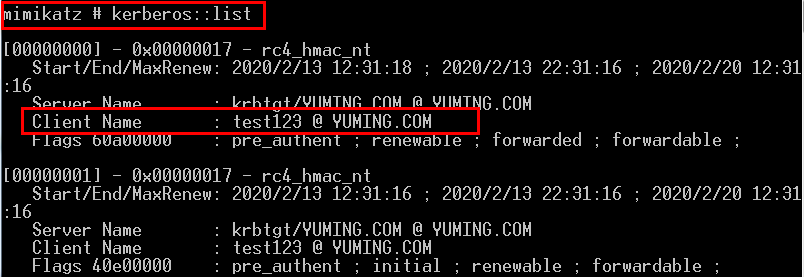 mimikatz # kerberos::list
[00000000] - 0x00000017 - rc4_hmac_nt
Start/End/MaxRenew: 2020/2/13 12:31:18 ; 2020/2/13 22:31:16 ; 2020/2/20 12:31
:16
Server Name       : krbtgt/YUMING.COM @ YUMING.COM
Client Name       : test123 @ YUMING.COM
Flags 60a00000    : pre_authent ; renewable ; forwarded ; forwardable ;
[00000001] - 0x00000017 - rc4_hmac_nt
Start/End/MaxRenew: 2020/2/13 12:31:16 ; 2020/2/13 22:31:16 ; 2020/2/20 12:31
:16
Server Name       : krbtgt/YUMING.COM @ YUMING.COM
Client Name       : test123 @ YUMING.COM
Flags 40e00000    : pre_authent ; initial ; renewable ; forwardable ;